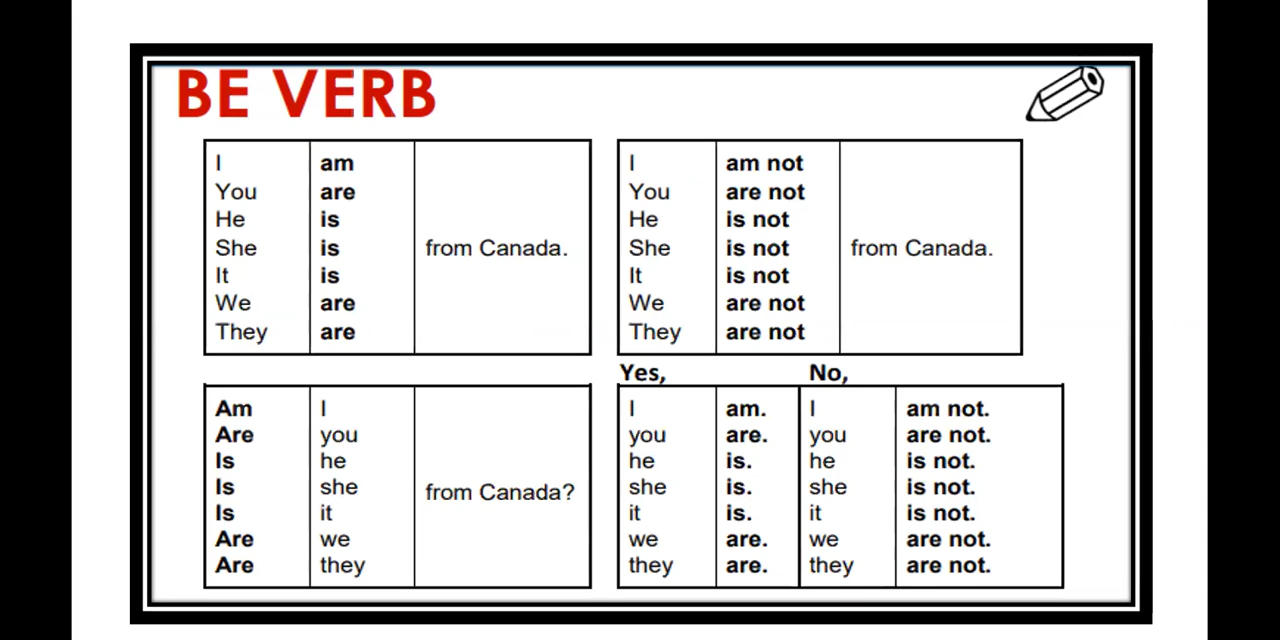 BE VERB
I am
You are
He is
She is from Canada.
It is
We are
They are
I am not
You are not
He is not
She is not from Canada.
It is not
We are not
They are not
Am I
Are you
Is he
Is she from Canada?
Is it
Are we
Are they
Yes, No,
I am. I am not.
you are. you are not.
he is. he is not.
she is. she is not.
it is. it is not.
we are. we are not.
they are. they are not.